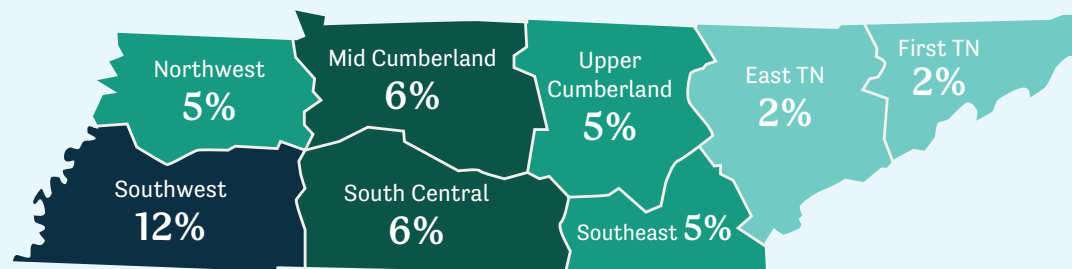 Northwest
5%
Mid Cumberland
6%
Upper
Cumberland
5%
East TN
2%
First TN
2%
Southwest
12%
South Central
6%
Southeast 5%